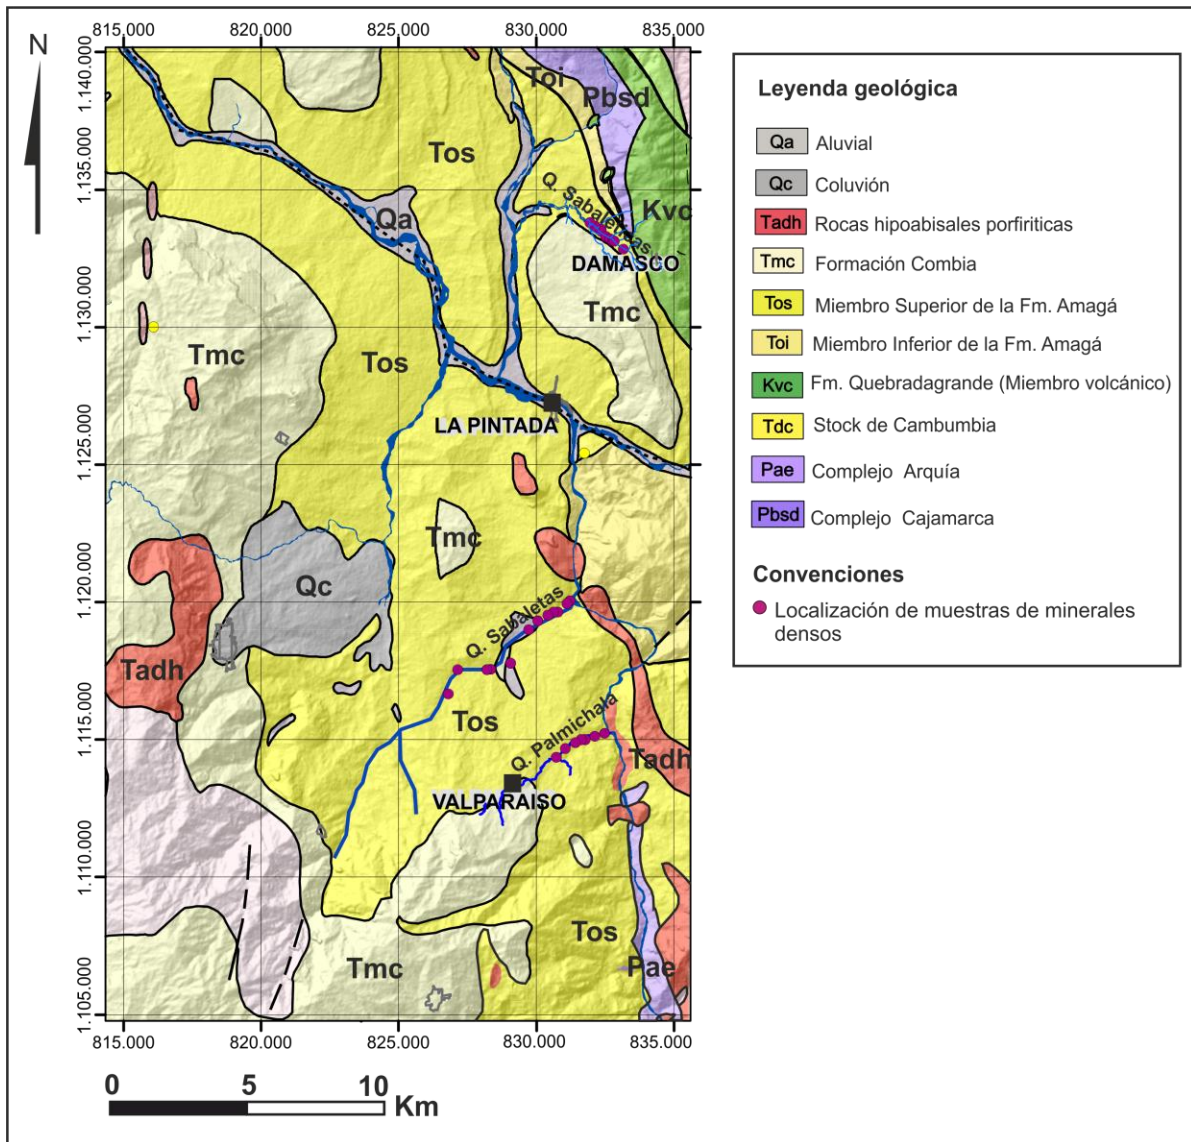 815.000 820.000 825.000 830.000 835.000
N
1.140.000
1.135.000
1.130.000
1.125.000
1.120.000
1.115.000
1.110.000
1.105.000
Toi
Pbsd
Tos
Kvc
Q. Sabaleticas
Qa
DAMASCO
Tmc
Tmc
Tos
LA PINTADA
Tmc
Qc
Q. Sabaletas
Tadh
Tos
Q. Palmichala
Tadh
VALPARAISO
Tos
Tmc
Pae
815.000 820.000 825.000 830.000 835.000
0 5 10
Km
Leyenda geológica
Qa Aluvial
Qc Coluvión
Tadh Rocas hipoabisales porfiriticas
Tmc Formación Combia
Tos Miembro Superior de la Fm. Amagá
Toi Miembro Inferior de la Fm. Amagá
Kvc Fm. Quebradagrande (Miembro volcánico)
Tdc Stock de Cambumbia
Pae Complejo Arquía
Pbsd Complejo Cajamarca
Convenciones
Localización de muestras de minerales
densos